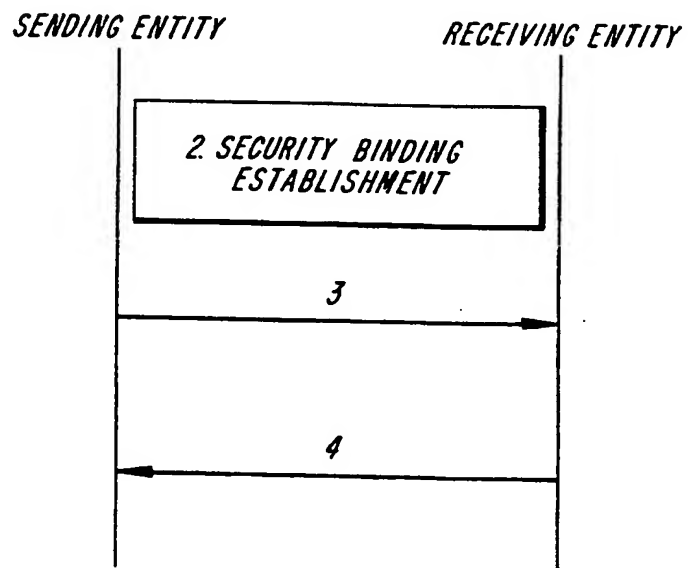 SENDING ENTITY
RECEIVING ENTITY
2. SECURITY BINDING
ESTABLISHMENT
3
4